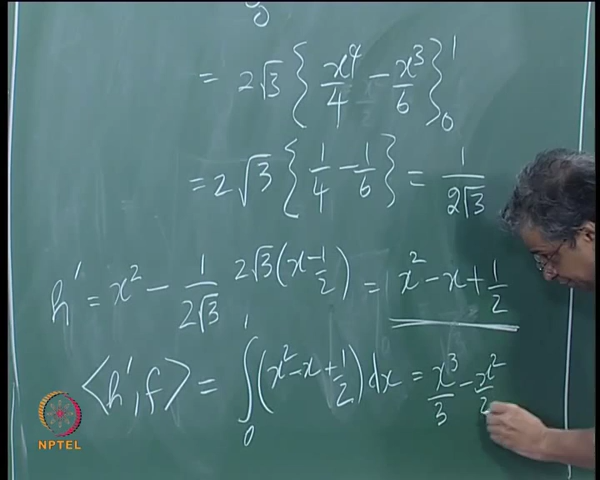 = 2√3 { x⁴/4 − x³/6 }₀¹
= 2√3 { 1/4 − 1/6 } = 1/(2√3)
h' = x² − 1/(2√3) 2√3(x − 1/2) = x² − x + 1/2
⟨h', f⟩ = ∫₀¹ (x² − x + 1/2) dx = x³/3 − x²/2
NPTEL